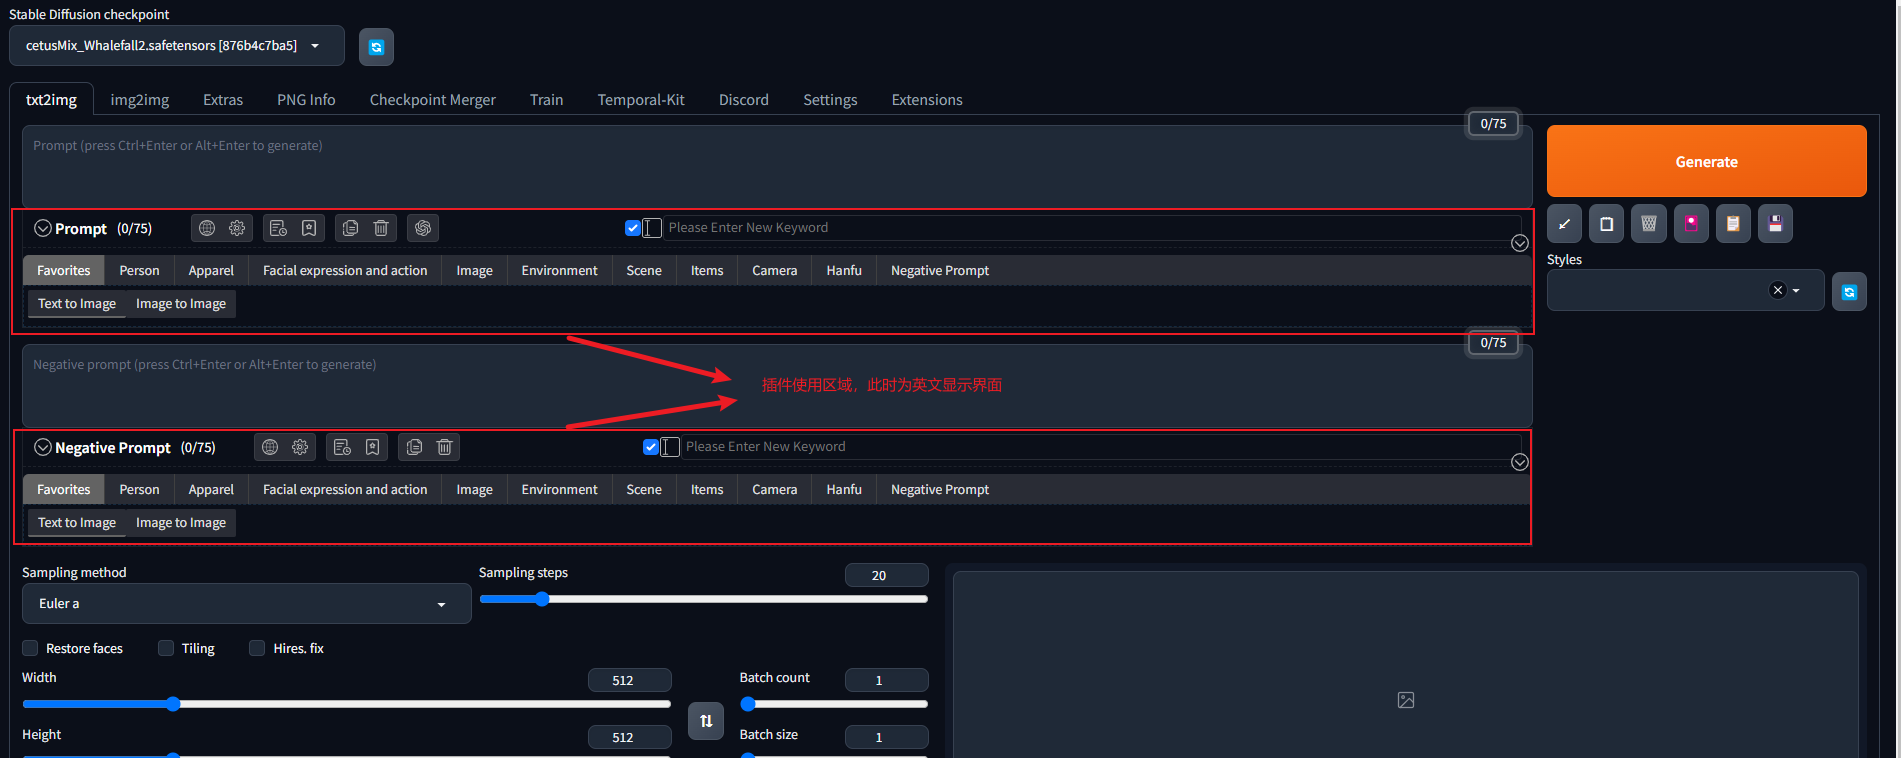 Stable Diffusion checkpoint
cetusMix_Whalefall2.safetensors [876b4c7ba5]
txt2img img2img Extras PNG Info Checkpoint Merger Train Temporal-Kit Discord Settings Extensions
0/75
Prompt (press Ctrl+Enter or Alt+Enter to generate)
Generate
Prompt (0/75) Please Enter New Keyword
Styles
Favorites Person Apparel Facial expression and action Image Environment Scene Items Camera Hanfu Negative Prompt
Text to Image Image to Image
0/75
Negative prompt (press Ctrl+Enter or Alt+Enter to generate)
插件使用区域，此时为英文显示界面
Negative Prompt (0/75) Please Enter New Keyword
Favorites Person Apparel Facial expression and action Image Environment Scene Items Camera Hanfu Negative Prompt
Text to Image Image to Image
Sampling method Sampling steps 20
Euler a
Restore faces Tiling Hires. fix
Width 512 Batch count 1
Height 512 Batch size 1